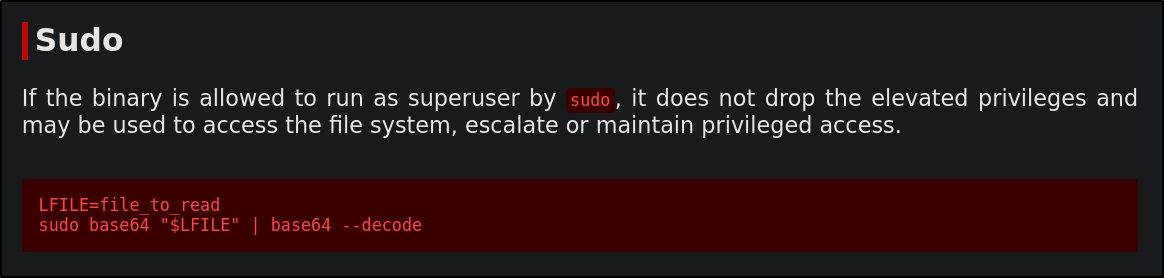 Sudo
If the binary is allowed to run as superuser by sudo, it does not drop the elevated privileges and
may be used to access the file system, escalate or maintain privileged access.
LFILE=file_to_read
sudo base64 "$LFILE" | base64 --decode